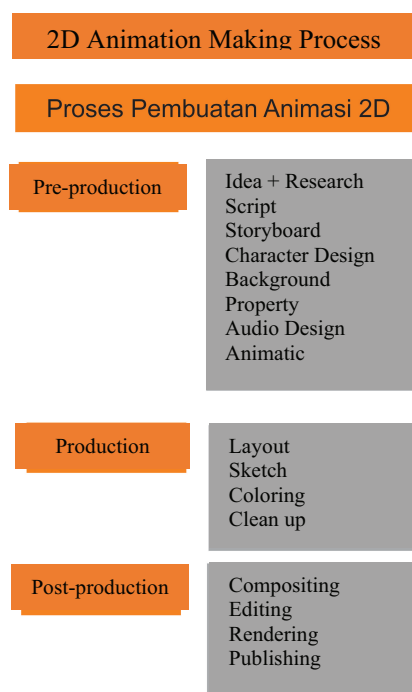 2D Animation Making Process
Proses Pembuatan Animasi 2D
Pre-production
Idea + Research
Script
Storyboard
Character Design
Background
Property
Audio Design
Animatic
Production
Layout
Sketch
Coloring
Clean up
Post-production
Compositing
Editing
Rendering
Publishing